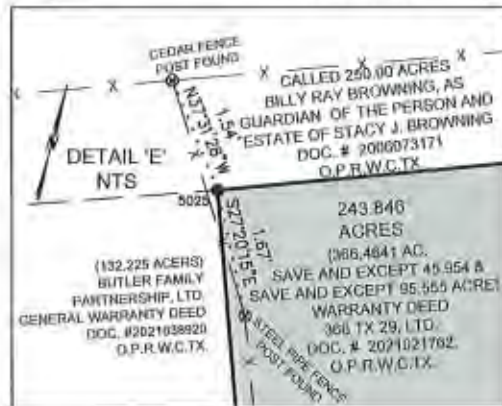 CEDAR FENCE
POST FOUND
X
X
X
X
CALLED 250.00 ACRES
BILLY RAY BROWNING, AS
GUARDIAN OF THE PERSON AND
ESTATE OF STACY J. BROWNING
DOC. # 2006073171
O.P.R.W.C.TX.
N37°31'28"W
1.54'
X
DETAIL 'E'
NTS
5025
S27°20'15"E
1.67'
243.846
ACRES
(366.4641 AC.
SAVE AND EXCEPT 45.954 &
SAVE AND EXCEPT 95.555 ACRE
WARRANTY DEED
366 TX 29, LTD.
DOC. # 2021021762,
O.P.R.W.C.TX.
(132.225 ACERS)
BUTLER FAMILY
PARTNERSHIP, LTD.
GENERAL WARRANTY DEED
DOC. #2021038920
O.P.R.W.C.TX.
STEEL PIPE FENCE
POST FOUND
X